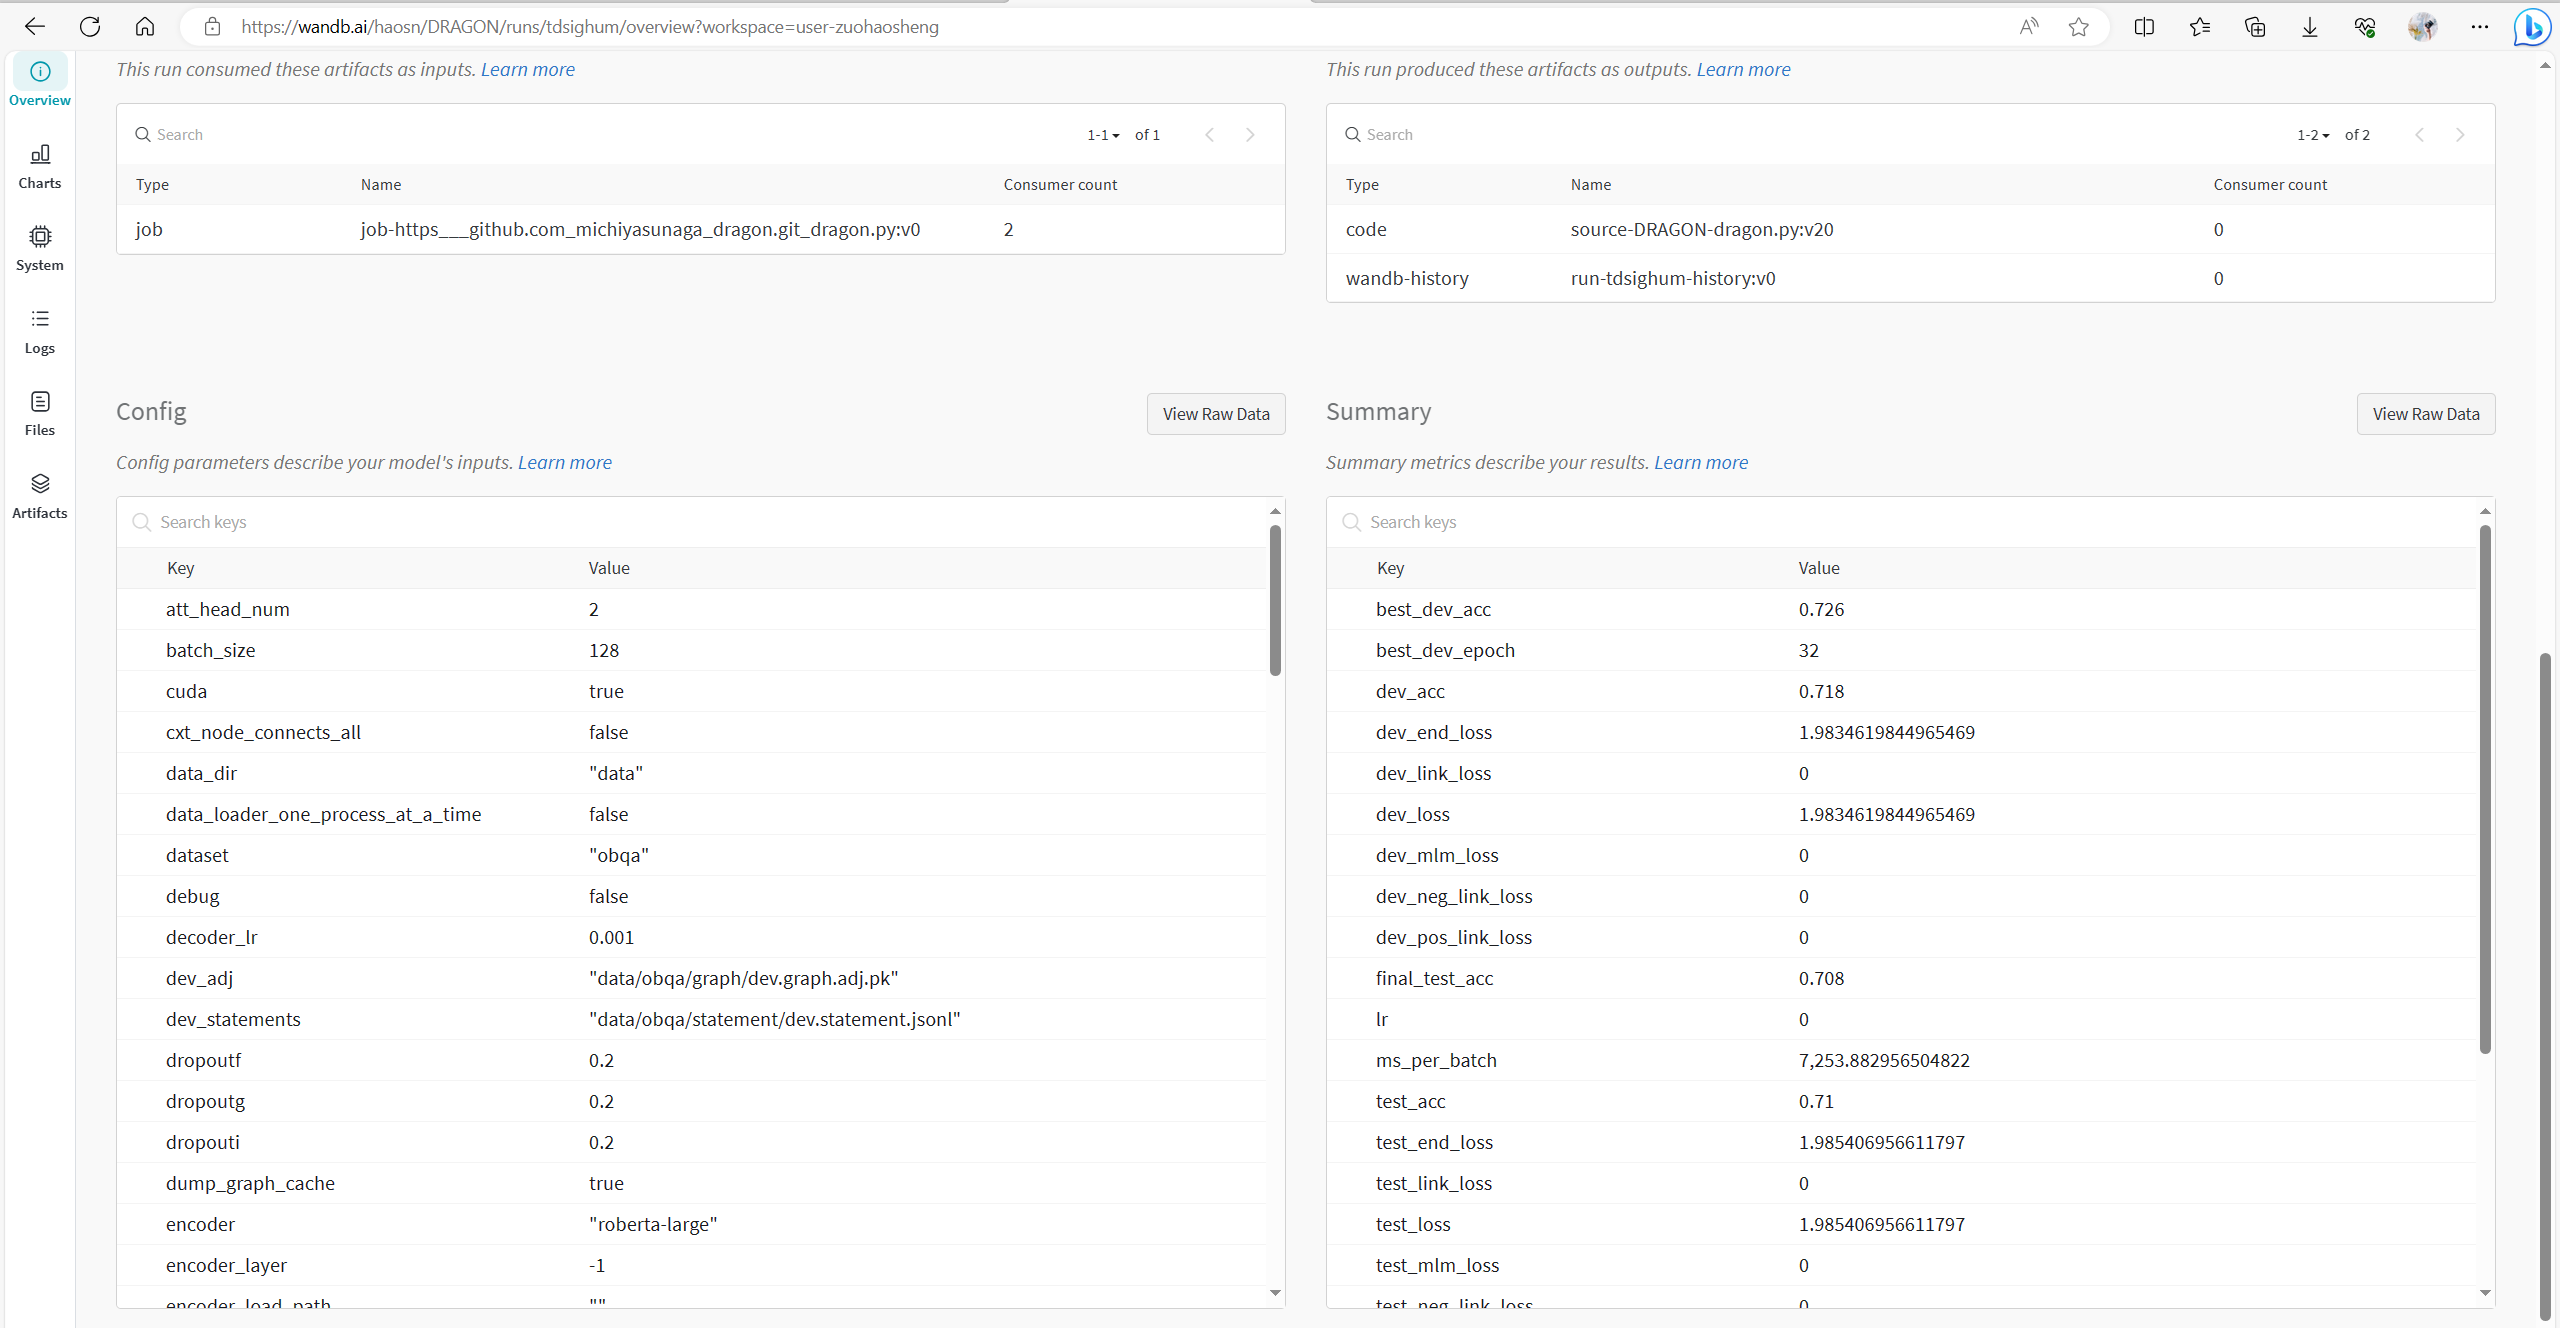 https://wandb.ai/haosn/DRAGON/runs/tdsighum/overview?workspace=user-zuohaosheng
Overview
Charts
System
Logs
Files
Artifacts
This run consumed these artifacts as inputs. Learn more
Search
1-1 of 1
Type Name Consumer count
job job-https___github.com_michiyasunaga_dragon.git_dragon.py:v0 2
This run produced these artifacts as outputs. Learn more
Search
1-2 of 2
Type Name Consumer count
code source-DRAGON-dragon.py:v20 0
wandb-history run-tdsighum-history:v0 0
Config
View Raw Data
Config parameters describe your model's inputs. Learn more
Search keys
Key Value
att_head_num 2
batch_size 128
cuda true
cxt_node_connects_all false
data_dir "data"
data_loader_one_process_at_a_time false
dataset "obqa"
debug false
decoder_lr 0.001
dev_adj "data/obqa/graph/dev.graph.adj.pk"
dev_statements "data/obqa/statement/dev.statement.jsonl"
dropoutf 0.2
dropoutg 0.2
dropouti 0.2
dump_graph_cache true
encoder "roberta-large"
encoder_layer -1
encoder_load_path ""
Summary
View Raw Data
Summary metrics describe your results. Learn more
Search keys
Key Value
best_dev_acc 0.726
best_dev_epoch 32
dev_acc 0.718
dev_end_loss 1.9834619844965469
dev_link_loss 0
dev_loss 1.9834619844965469
dev_mlm_loss 0
dev_neg_link_loss 0
dev_pos_link_loss 0
final_test_acc 0.708
lr 0
ms_per_batch 7,253.882956504822
test_acc 0.71
test_end_loss 1.985406956611797
test_link_loss 0
test_loss 1.985406956611797
test_mlm_loss 0
test_neg_link_loss 0